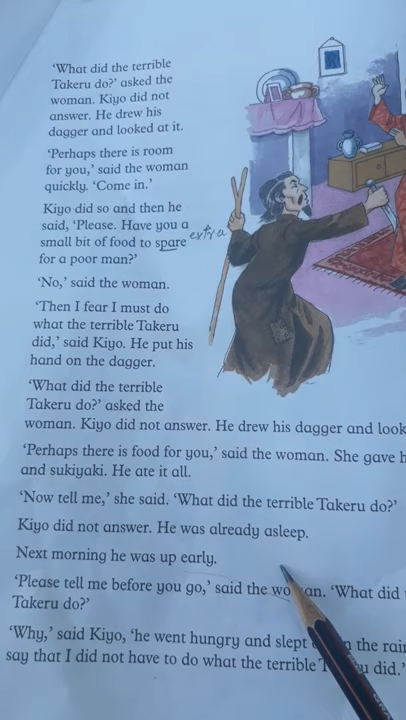 ‘What did the terrible
Takeru do?’ asked the
woman. Kiyo did not
answer. He drew his
dagger and looked at it.
‘Perhaps there is room
for you,’ said the woman
quickly. ‘Come in.’
Kiyo did so and then he
said, ‘Please. Have you a
small bit of food to spare extra
for a poor man?’
‘No,’ said the woman.
‘Then I fear I must do
what the terrible Takeru
did,’ said Kiyo. He put his
hand on the dagger.
‘What did the terrible
Takeru do?’ asked the
woman. Kiyo did not answer. He drew his dagger and look
‘Perhaps there is food for you,’ said the woman. She gave h
and sukiyaki. He ate it all.
‘Now tell me,’ she said. ‘What did the terrible Takeru do?’
Kiyo did not answer. He was already asleep.
Next morning he was up early.
‘Please tell me before you go,’ said the wo an. ‘What did
Takeru do?’
‘Why,’ said Kiyo, ‘he went hungry and slept the rai
say that I did not have to do what the terrible T u did.’